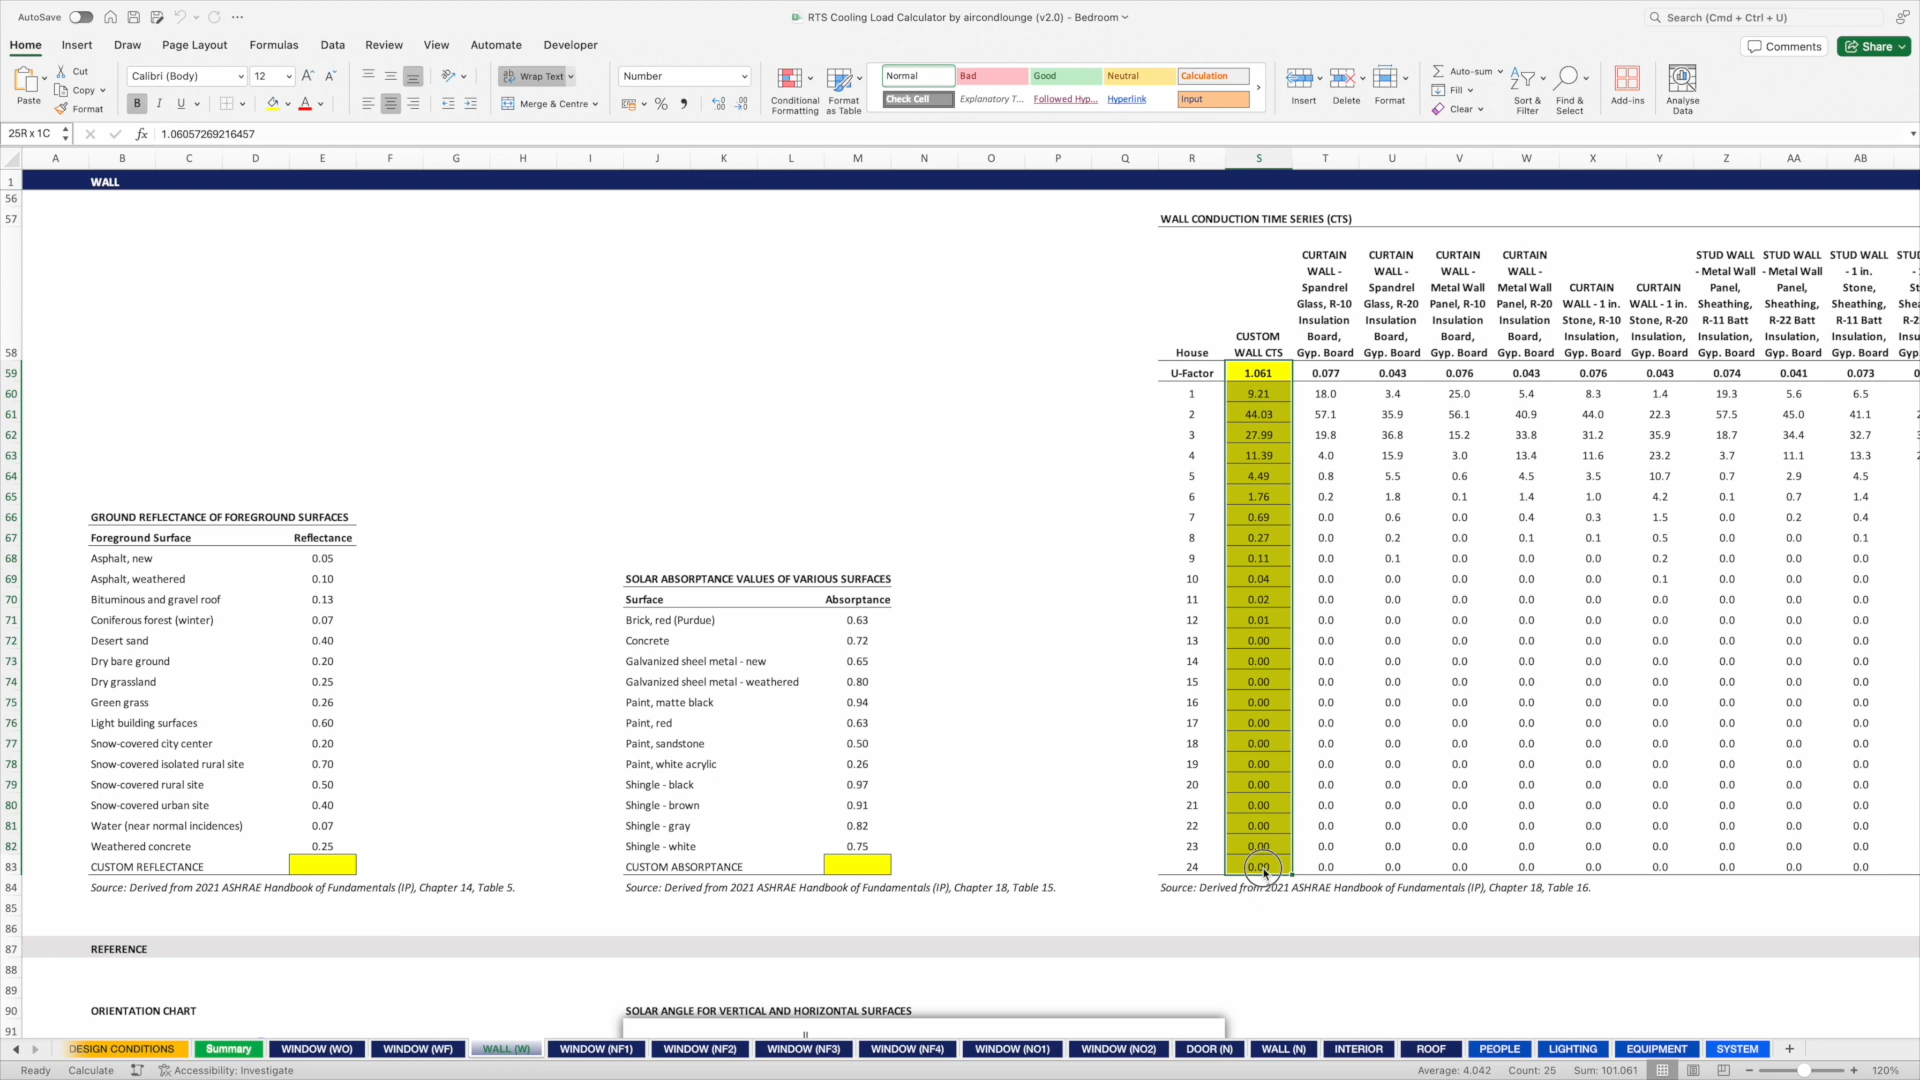 AutoSave
RTS Cooling Load Calculator by aircondlounge (v2.0) - Bedroom
Search (Cmd + Ctrl + U)
Home Insert Draw Page Layout Formulas Data Review View Automate Developer
Comments Share
Paste Cut Copy Format
Calibri (Body) 12
B I U A
Wrap Text
Merge & Centre
Number
Conditional Formatting
Format as Table
Normal Bad Good Neutral Calculation
Check Cell Explanatory T... Followed Hyp... Hyperlink Input
Insert Delete Format
Auto-sum
Fill
Clear
Sort & Filter
Find & Select
Add-ins
Analyse Data
25R x 1C fx 1.06057269216457
A B C D E F G H I J K L M N O P Q R S T U V W X Y Z AA AB
1 WALL
56
57 WALL CONDUCTION TIME SERIES (CTS)
58 House
CUSTOM WALL CTS
CURTAIN WALL - Spandrel Glass, R-10 Insulation Board, Gyp. Board
CURTAIN WALL - Spandrel Glass, R-20 Insulation Board, Gyp. Board
CURTAIN WALL - Metal Wall Panel, R-10 Insulation Board, Gyp. Board
CURTAIN WALL - Metal Wall Panel, R-20 Insulation Board, Gyp. Board
CURTAIN WALL - 1 in. Stone, R-10 Insulation, Gyp. Board
CURTAIN WALL - 1 in. Stone, R-20 Insulation, Gyp. Board
STUD WALL - Metal Wall Panel, Sheathing, R-11 Batt Insulation, Gyp. Board
STUD WALL - Metal Wall Panel, Sheathing, R-22 Batt Insulation, Gyp. Board
STUD WALL - 1 in. Stone, Sheathing, R-11 Batt Insulation, Gyp. Board
59 U-Factor 1.061 0.077 0.043 0.076 0.043 0.076 0.043 0.074 0.041 0.073
60 1 9.21 18.0 3.4 25.0 5.4 8.3 1.4 19.3 5.6 6.5
61 2 44.03 57.1 35.9 56.1 40.9 44.0 22.3 57.5 45.0 41.1
62 3 27.99 19.8 36.8 15.2 33.8 31.2 35.9 18.7 34.4 32.7
63 4 11.39 4.0 15.9 3.0 13.4 11.6 23.2 3.7 11.1 13.3
64 5 4.49 0.8 5.5 0.6 4.5 3.5 10.7 0.7 2.9 4.5
65 6 1.76 0.2 1.8 0.1 1.4 1.0 4.2 0.1 0.7 1.4
66 GROUND REFLECTANCE OF FOREGROUND SURFACES 7 0.69 0.0 0.6 0.0 0.4 0.3 1.5 0.0 0.2 0.4
67 Foreground Surface Reflectance 8 0.27 0.0 0.2 0.0 0.1 0.1 0.5 0.0 0.0 0.1
68 Asphalt, new 0.05 9 0.11 0.0 0.1 0.0 0.0 0.0 0.2 0.0 0.0 0.0
69 Asphalt, weathered 0.10 SOLAR ABSORPTANCE VALUES OF VARIOUS SURFACES 10 0.04 0.0 0.0 0.0 0.0 0.0 0.1 0.0 0.0 0.0
70 Bituminous and gravel roof 0.13 Surface Absorptance 11 0.02 0.0 0.0 0.0 0.0 0.0 0.0 0.0 0.0 0.0
71 Coniferous forest (winter) 0.07 Brick, red (Purdue) 0.63 12 0.01 0.0 0.0 0.0 0.0 0.0 0.0 0.0 0.0 0.0
72 Desert sand 0.40 Concrete 0.72 13 0.00 0.0 0.0 0.0 0.0 0.0 0.0 0.0 0.0 0.0
73 Dry bare ground 0.20 Galvanized sheel metal - new 0.65 14 0.00 0.0 0.0 0.0 0.0 0.0 0.0 0.0 0.0 0.0
74 Dry grassland 0.25 Galvanized sheel metal - weathered 0.80 15 0.00 0.0 0.0 0.0 0.0 0.0 0.0 0.0 0.0 0.0
75 Green grass 0.26 Paint, matte black 0.94 16 0.00 0.0 0.0 0.0 0.0 0.0 0.0 0.0 0.0 0.0
76 Light building surfaces 0.60 Paint, red 0.63 17 0.00 0.0 0.0 0.0 0.0 0.0 0.0 0.0 0.0 0.0
77 Snow-covered city center 0.20 Paint, sandstone 0.50 18 0.00 0.0 0.0 0.0 0.0 0.0 0.0 0.0 0.0 0.0
78 Snow-covered isolated rural site 0.70 Paint, white acrylic 0.26 19 0.00 0.0 0.0 0.0 0.0 0.0 0.0 0.0 0.0 0.0
79 Snow-covered rural site 0.50 Shingle - black 0.97 20 0.00 0.0 0.0 0.0 0.0 0.0 0.0 0.0 0.0 0.0
80 Snow-covered urban site 0.40 Shingle - brown 0.91 21 0.00 0.0 0.0 0.0 0.0 0.0 0.0 0.0 0.0 0.0
81 Water (near normal incidences) 0.07 Shingle - gray 0.82 22 0.00 0.0 0.0 0.0 0.0 0.0 0.0 0.0 0.0 0.0
82 Weathered concrete 0.25 Shingle - white 0.75 23 0.00 0.0 0.0 0.0 0.0 0.0 0.0 0.0 0.0 0.0
83 CUSTOM REFLECTANCE CUSTOM ABSORPTANCE 24 0.00 0.0 0.0 0.0 0.0 0.0 0.0 0.0 0.0 0.0
84 Source: Derived from 2021 ASHRAE Handbook of Fundamentals (IP), Chapter 14, Table 5. Source: Derived from 2021 ASHRAE Handbook of Fundamentals (IP), Chapter 18, Table 15. Source: Derived from 2021 ASHRAE Handbook of Fundamentals (IP), Chapter 18, Table 16.
85
86
87 REFERENCE
88
89
90 ORIENTATION CHART SOLAR ANGLE FOR VERTICAL AND HORIZONTAL SURFACES
91
DESIGN CONDITIONS Summary WINDOW (WO) WINDOW (WF) WALL (W) WINDOW (NF1) WINDOW (NF2) WINDOW (NF3) WINDOW (NF4) WINDOW (NO1) WINDOW (NO2) DOOR (N) WALL (N) INTERIOR ROOF PEOPLE LIGHTING EQUIPMENT SYSTEM +
Ready Calculate Accessibility: Investigate Average: 4.042 Count: 25 Sum: 101.061 120%